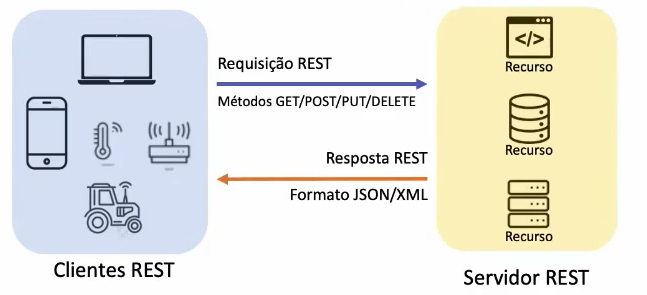 Requisição REST
Métodos GET/POST/PUT/DELETE
Resposta REST
Formato JSON/XML
Clientes REST
</>
Recurso
Recurso
Recurso
Servidor REST